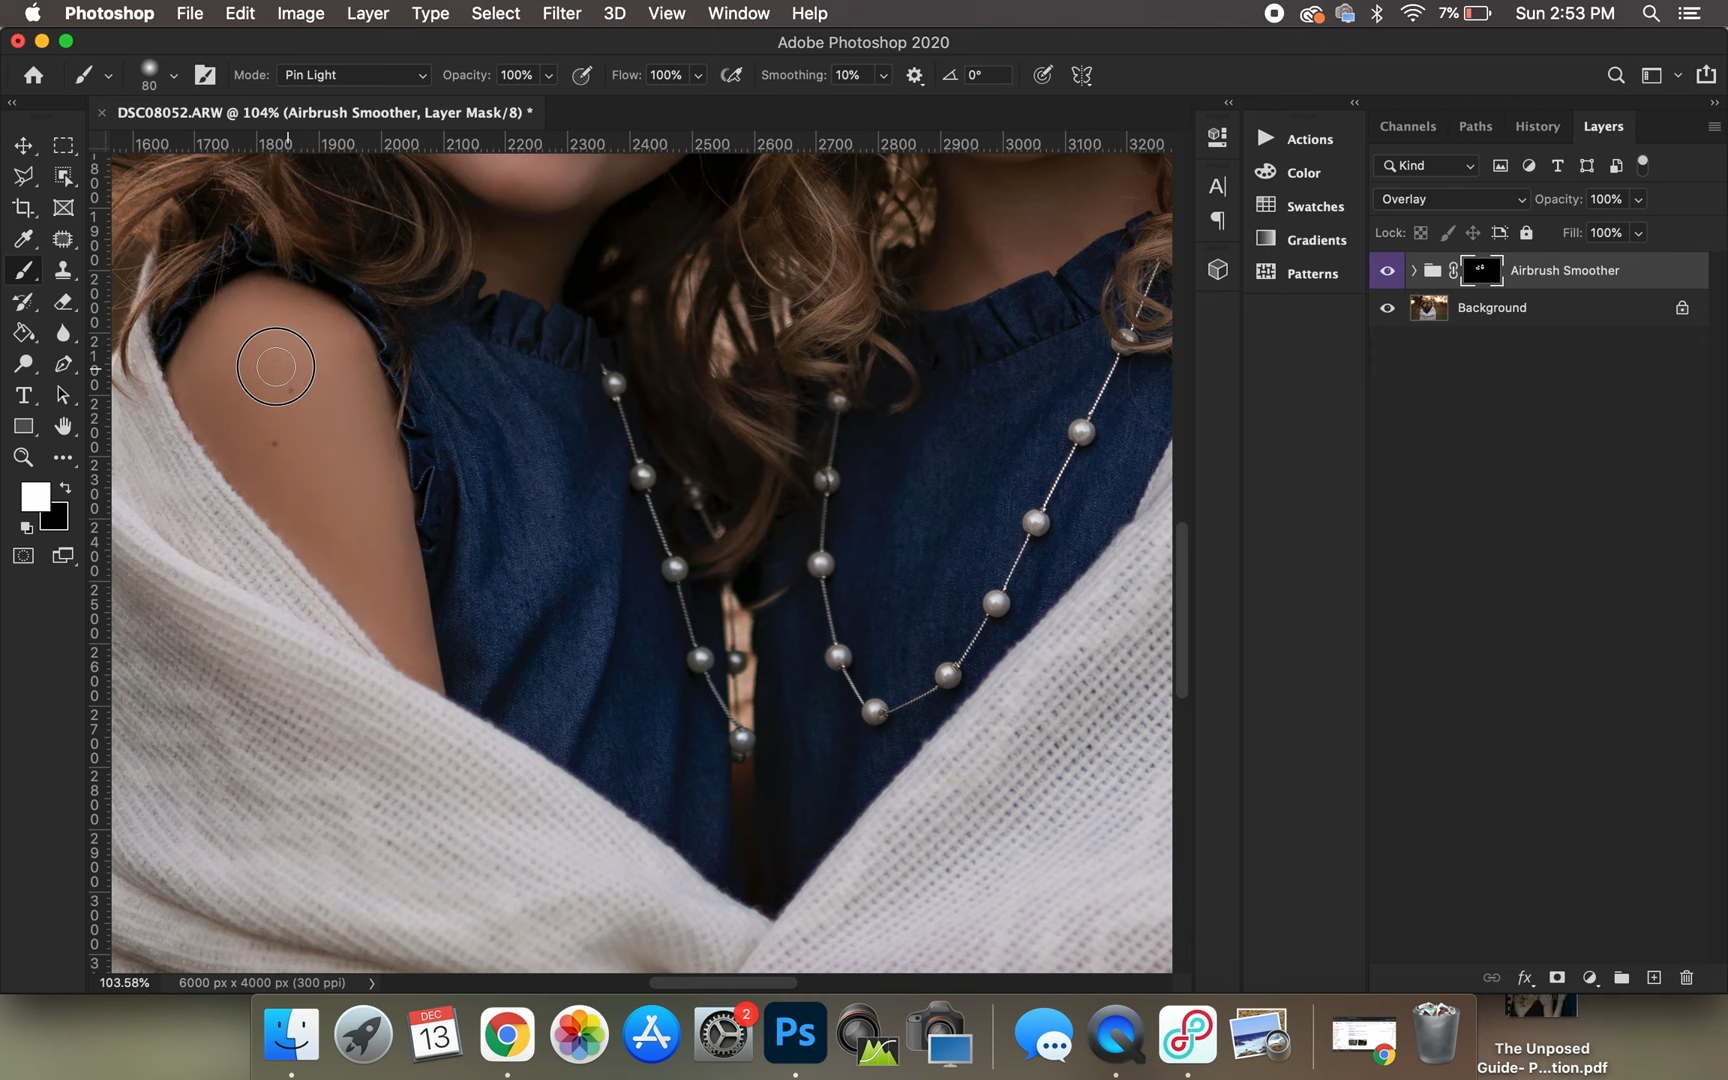 Photoshop File Edit Image Layer Type Select Filter 3D View Window Help 7% Sun 2:53 PM
Adobe Photoshop 2020
80 Mode: Pin Light Opacity: 100% Flow: 100% Smoothing: 10% 0°
DSC08052.ARW @ 104% (Airbrush Smoother, Layer Mask/8) *
1600 1700 1800 1900 2000 2100 2200 2300 2400 2500 2600 2700 2800 2900 3000 3100 3200
Actions
Color
Swatches
Gradients
Patterns
Channels Paths History Layers
Kind
Overlay Opacity: 100%
Lock: Fill: 100%
Airbrush Smoother
Background
103.58% 6000 px x 4000 px (300 ppi)
DEC
13
2
Ps
The Unposed
Guide- P...tion.pdf